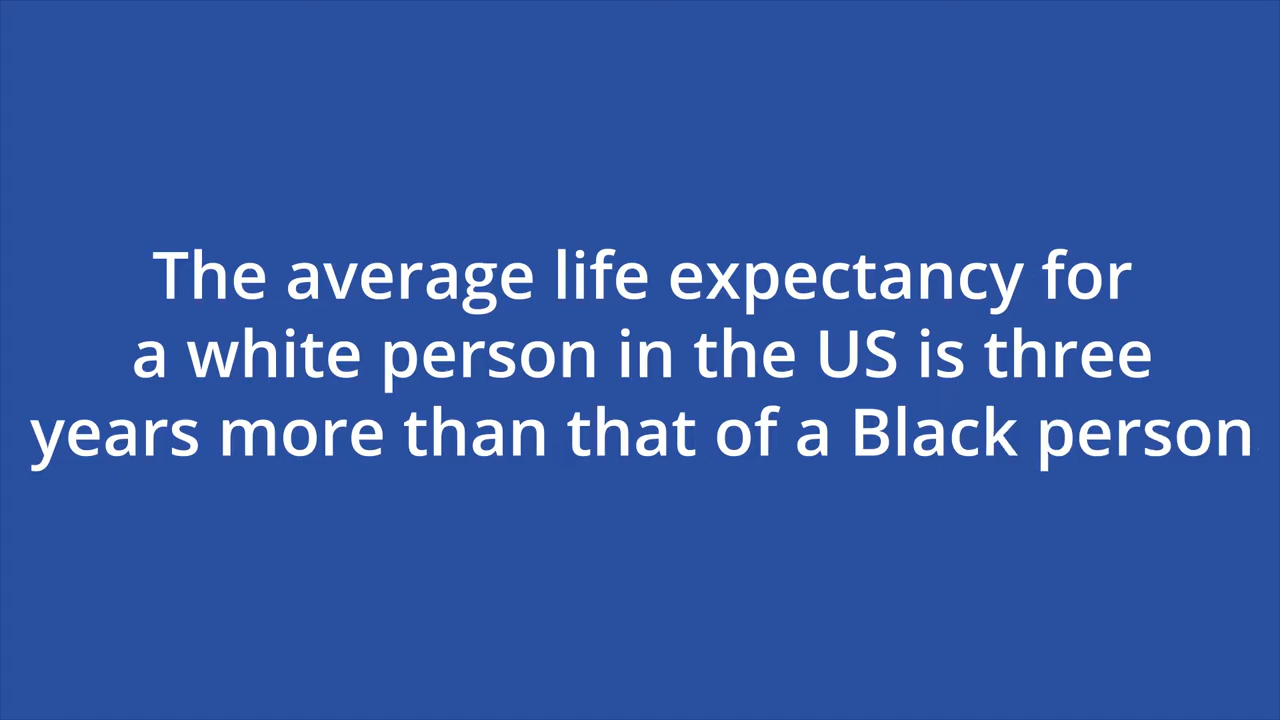 The average life expectancy for
a white person in the US is three
years more than that of a Black person